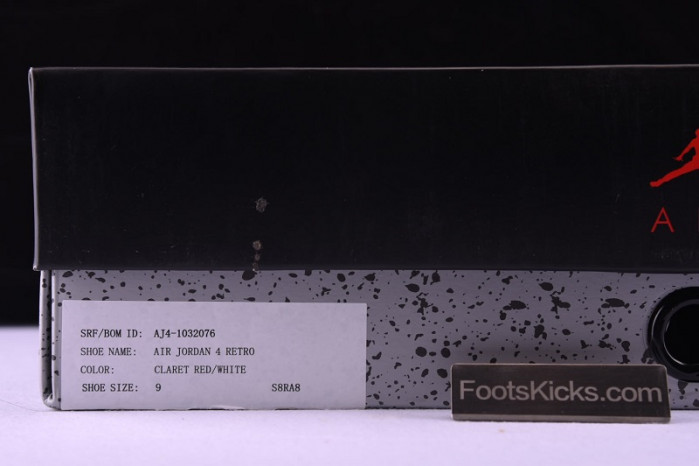 A
SRF/BOM ID: AJ4-1032076
SHOE NAME: AIR JORDAN 4 RETRO
COLOR: CLARET RED/WHITE
SHOE SIZE: 9 S8RA8
FootsKicks.com